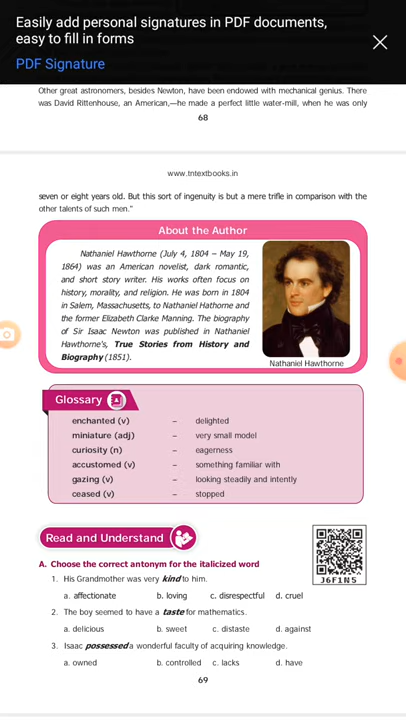 Easily add personal signatures in PDF documents,
easy to fill in forms
PDF Signature
Other great astronomers, besides Newton, have been endowed with mechanical genius. There
was David Rittenhouse, an American,—he made a perfect little water-mill, when he was only
68
www.tntextbooks.in
seven or eight years old. But this sort of ingenuity is but a mere trifle in comparison with the
other talents of such men."
About the Author
Nathaniel Hawthorne (July 4, 1804 – May 19,
1864) was an American novelist, dark romantic,
and short story writer. His works often focus on
history, morality, and religion. He was born in 1804
in Salem, Massachusetts, to Nathaniel Hathorne and
the former Elizabeth Clarke Manning. The biography
of Sir Isaac Newton was published in Nathaniel
Hawthorne's, True Stories from History and
Biography (1851).
Nathaniel Hawthorne
Glossary
enchanted (v) – delighted
miniature (adj) – very small model
curiosity (n) – eagerness
accustomed (v) – something familiar with
gazing (v) – looking steadily and intently
ceased (v) – stopped
Read and Understand
J6F1N5
A. Choose the correct antonym for the italicized word
1. His Grandmother was very kind to him.
a. affectionate b. loving c. disrespectful d. cruel
2. The boy seemed to have a taste for mathematics.
a. delicious b. sweet c. distaste d. against
3. Isaac possessed a wonderful faculty of acquiring knowledge.
a. owned b. controlled c. lacks d. have
69